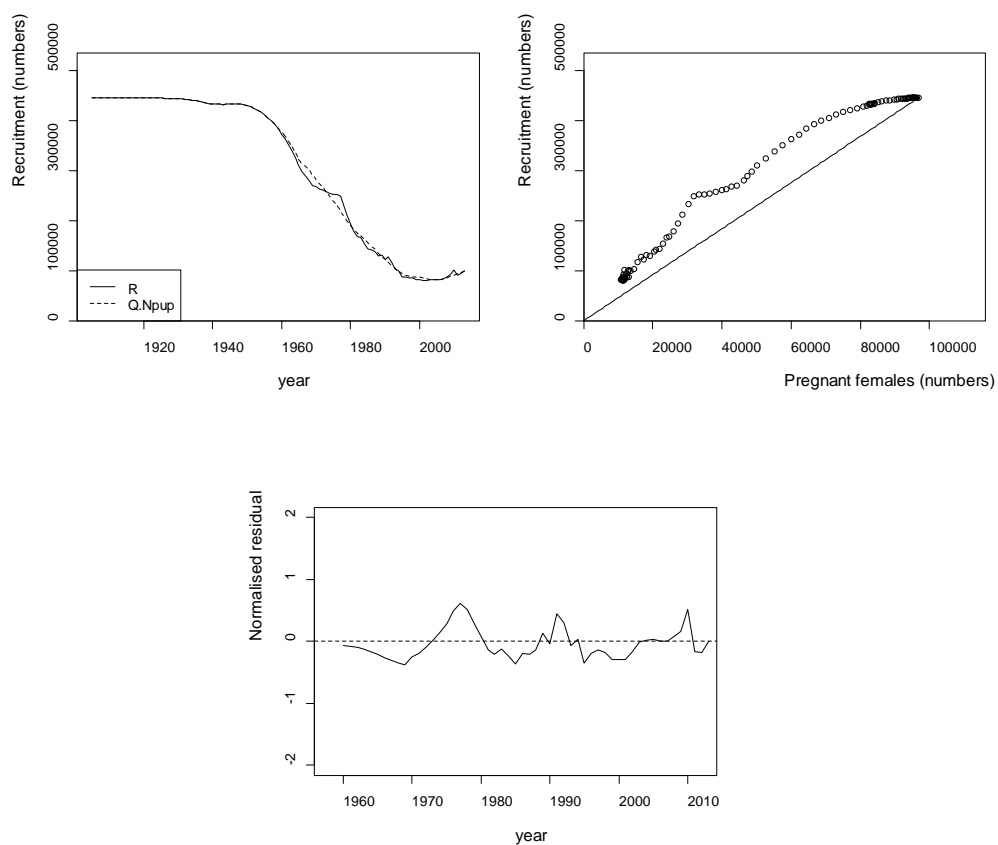 Recruitment (numbers)
500000
300000
100000
0
R
Q.Npup
1920 1940 1960 1980 2000
year
Recruitment (numbers)
500000
300000
100000
0
0 20000 40000 60000 80000 100000
Pregnant females (numbers)
Normalised residual
2
1
0
-1
-2
1960 1970 1980 1990 2000 2010
year